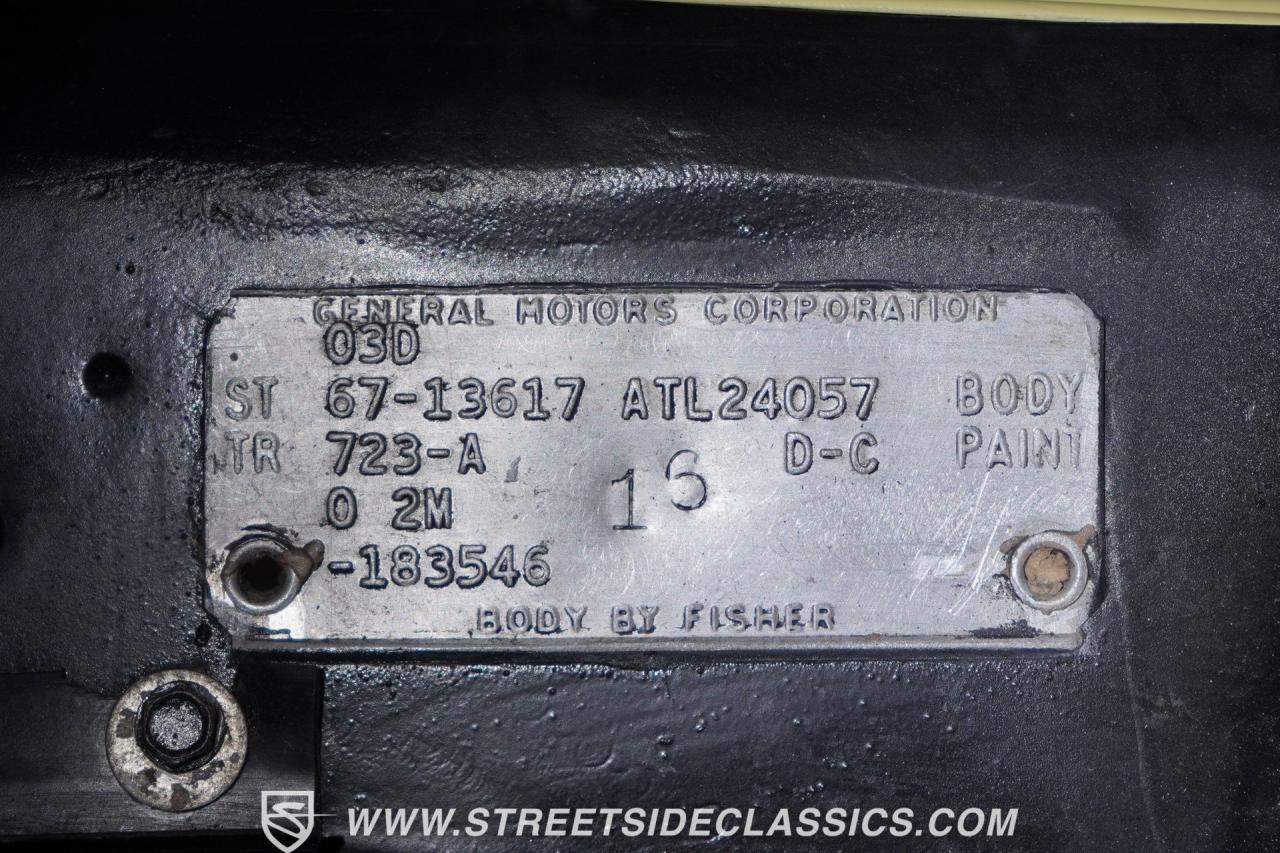 GENERAL MOTORS CORPORATION
03D
ST 67-13617 ATL24057 BODY
TR 723-A D-C PAINT
16
0 2M
-183546
BODY BY FISHER
WWW.STREETSIDECLASSICS.COM